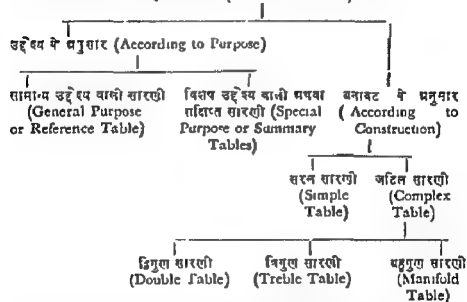 उद्देश्य के अनुसार (According to Purpose)
सामान्य उद्देश्य वाली सारणी
(General Purpose
or Reference Table)
विशेष उद्देश्य वाली अथवा
संक्षिप्त सारणी (Special
Purpose or Summary
Tables)
बनावट के अनुसार
( According to
Construction)
सरल सारणी
(Simple
Table)
जटिल सारणी
(Complex
Table)
द्विगुण सारणी
(Double Table)
त्रिगुण सारणी
(Treble Table)
बहुगुण सारणी
(Manifold
Table)